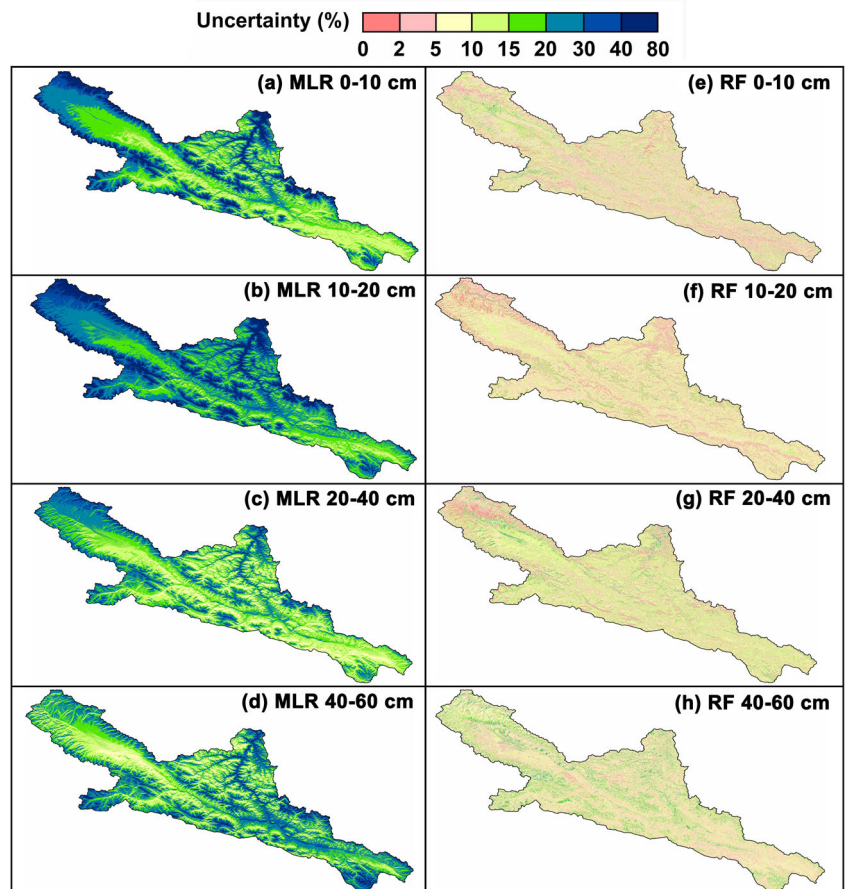 Uncertainty (%)
0 2 5 10 15 20 30 40 80
(a) MLR 0-10 cm
(e) RF 0-10 cm
(b) MLR 10-20 cm
(f) RF 10-20 cm
(c) MLR 20-40 cm
(g) RF 20-40 cm
(d) MLR 40-60 cm
(h) RF 40-60 cm